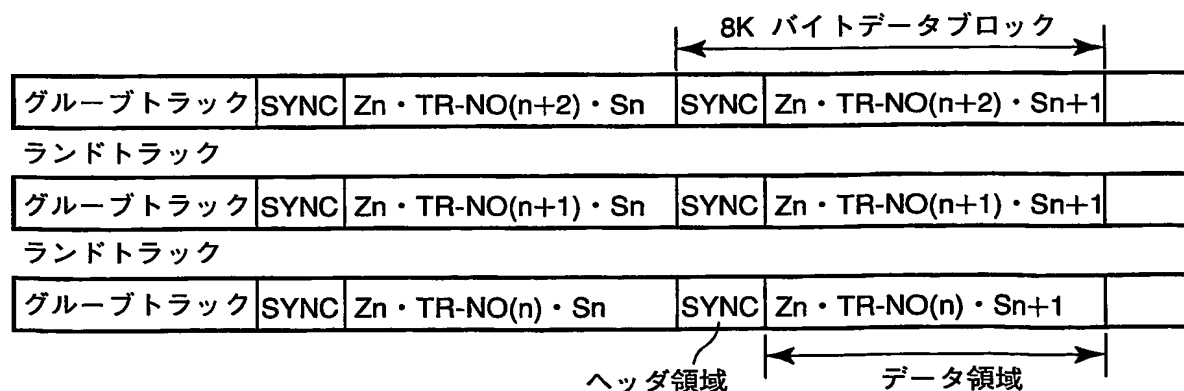 8K バイトデータブロック
グルーブトラック SYNC Zn・TR-NO(n+2)・Sn SYNC Zn・TR-NO(n+2)・Sn+1
ランドトラック
グルーブトラック SYNC Zn・TR-NO(n+1)・Sn SYNC Zn・TR-NO(n+1)・Sn+1
ランドトラック
グルーブトラック SYNC Zn・TR-NO(n)・Sn SYNC Zn・TR-NO(n)・Sn+1
ヘッダ領域 データ領域